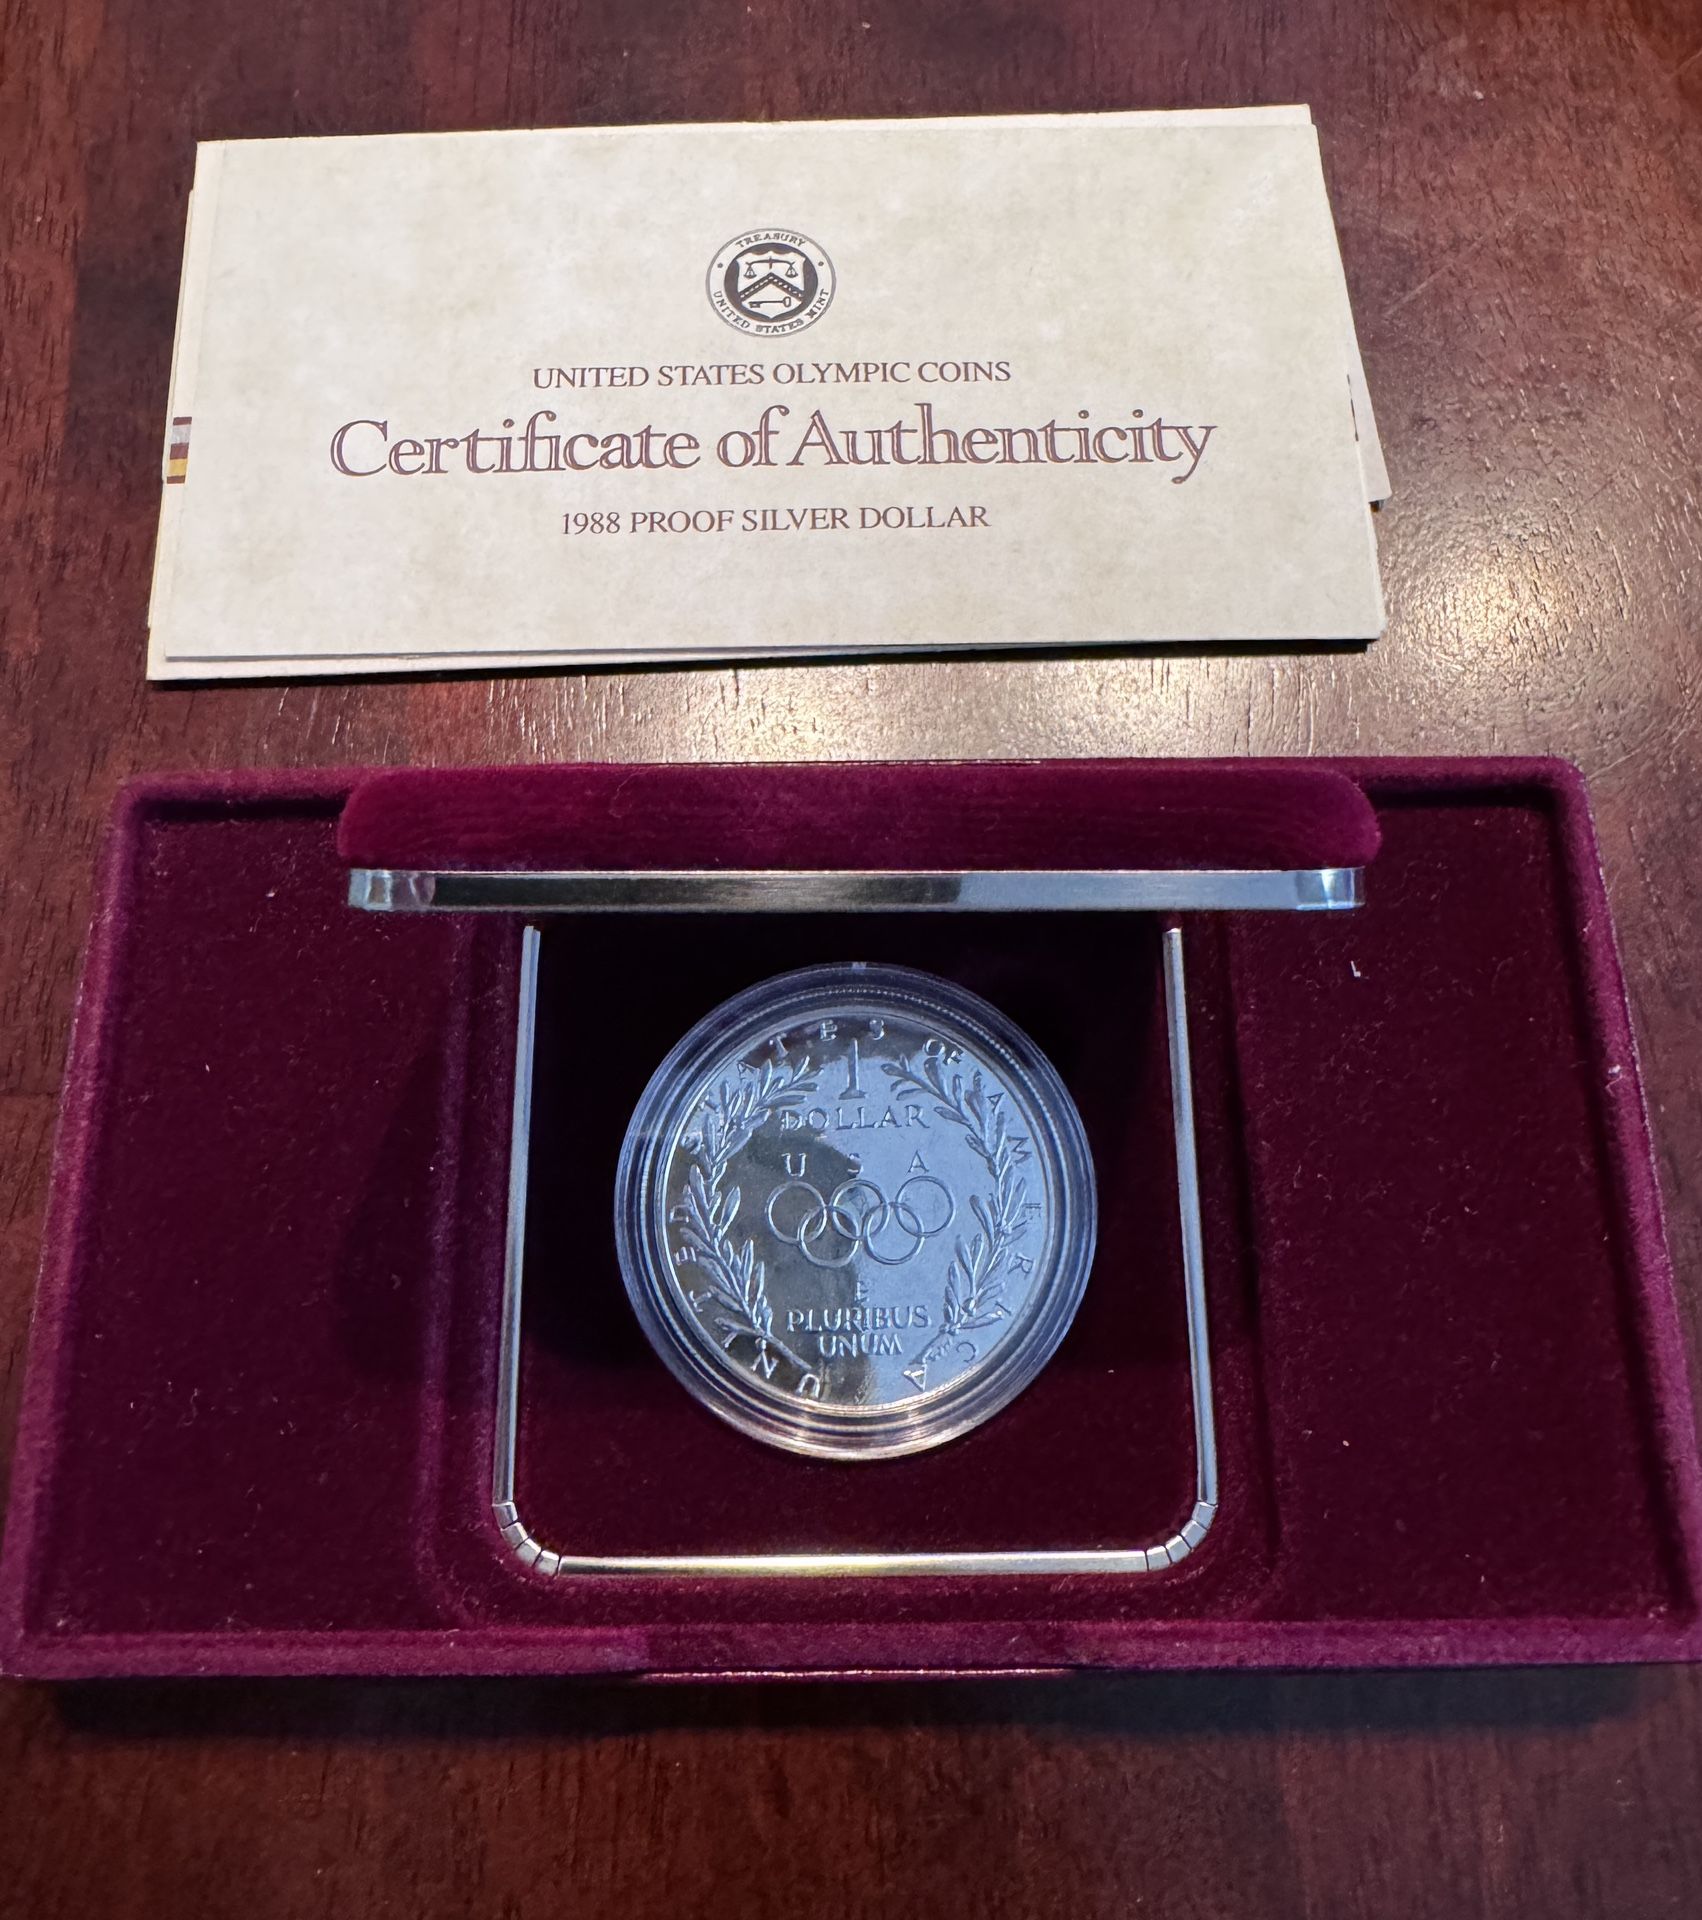 TREASURY
UNITED STATES MINT
UNITED STATES OLYMPIC COINS
Certificate of Authenticity
1988 PROOF SILVER DOLLAR
UNITED STATES OF AMERICA
1
DOLLAR
U S A
E
PLURIBUS
UNUM